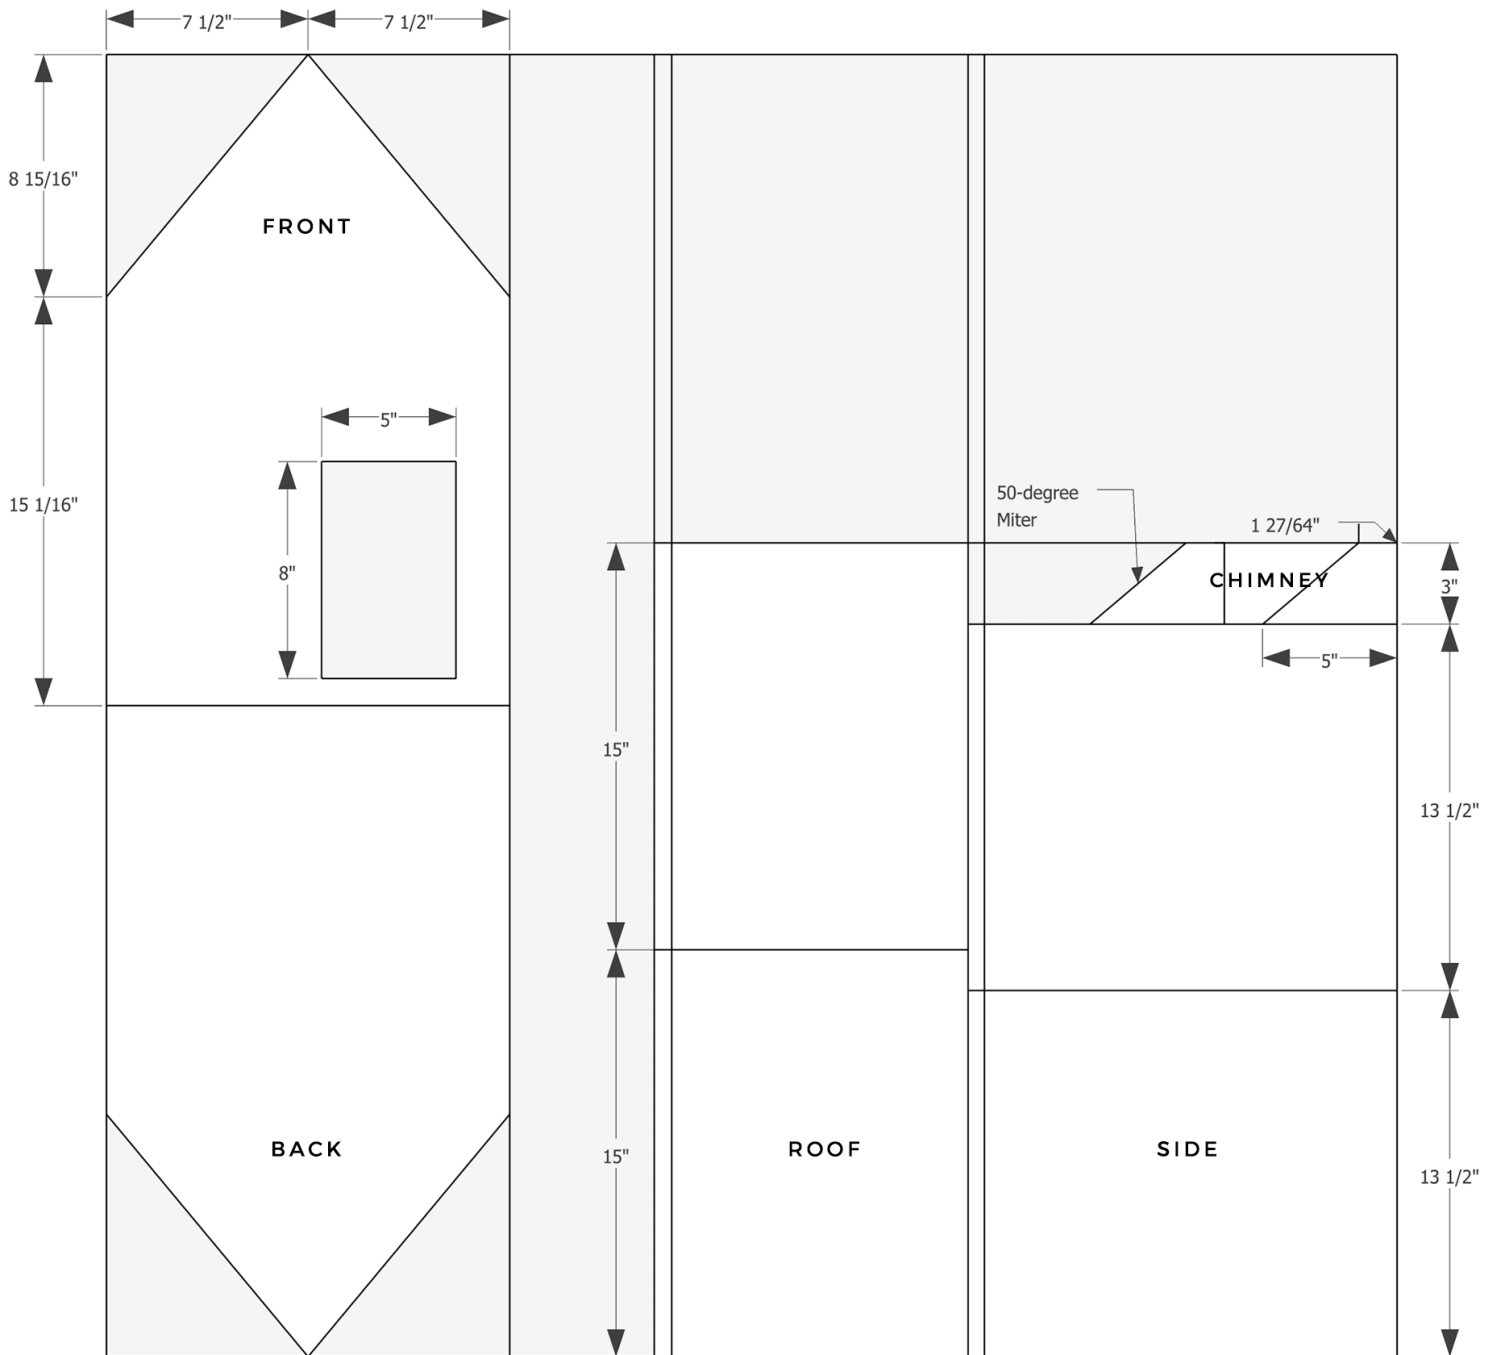 7 1/2"
7 1/2"
8 15/16"
FRONT
15 1/16"
5"
8"
50-degree
Miter
1 27/64"
CHIMNEY
3"
5"
15"
13 1/2"
BACK
ROOF
SIDE
15"
13 1/2"